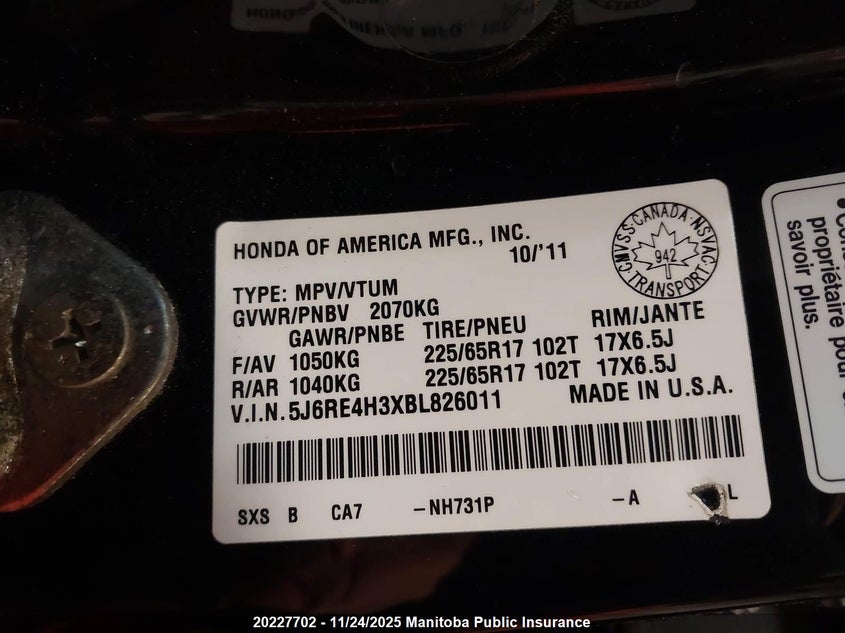 HONDA OF AMERICA MFG., INC.
10/'11
CMVSS-CANADA-NSVAC
942
TRANSPORT
TYPE: MPV/VTUM
GVWR/PNBV 2070KG
GAWR/PNBE TIRE/PNEU RIM/JANTE
F/AV 1050KG 225/65R17 102T 17X6.5J
R/AR 1040KG 225/65R17 102T 17X6.5J
V.I.N. 5J6RE4H3XBL826011 MADE IN U.S.A.
SXS B CA7 -NH731P -A L
propriétaire pour
savoir plus.
20227702 - 11/24/2025 Manitoba Public Insurance